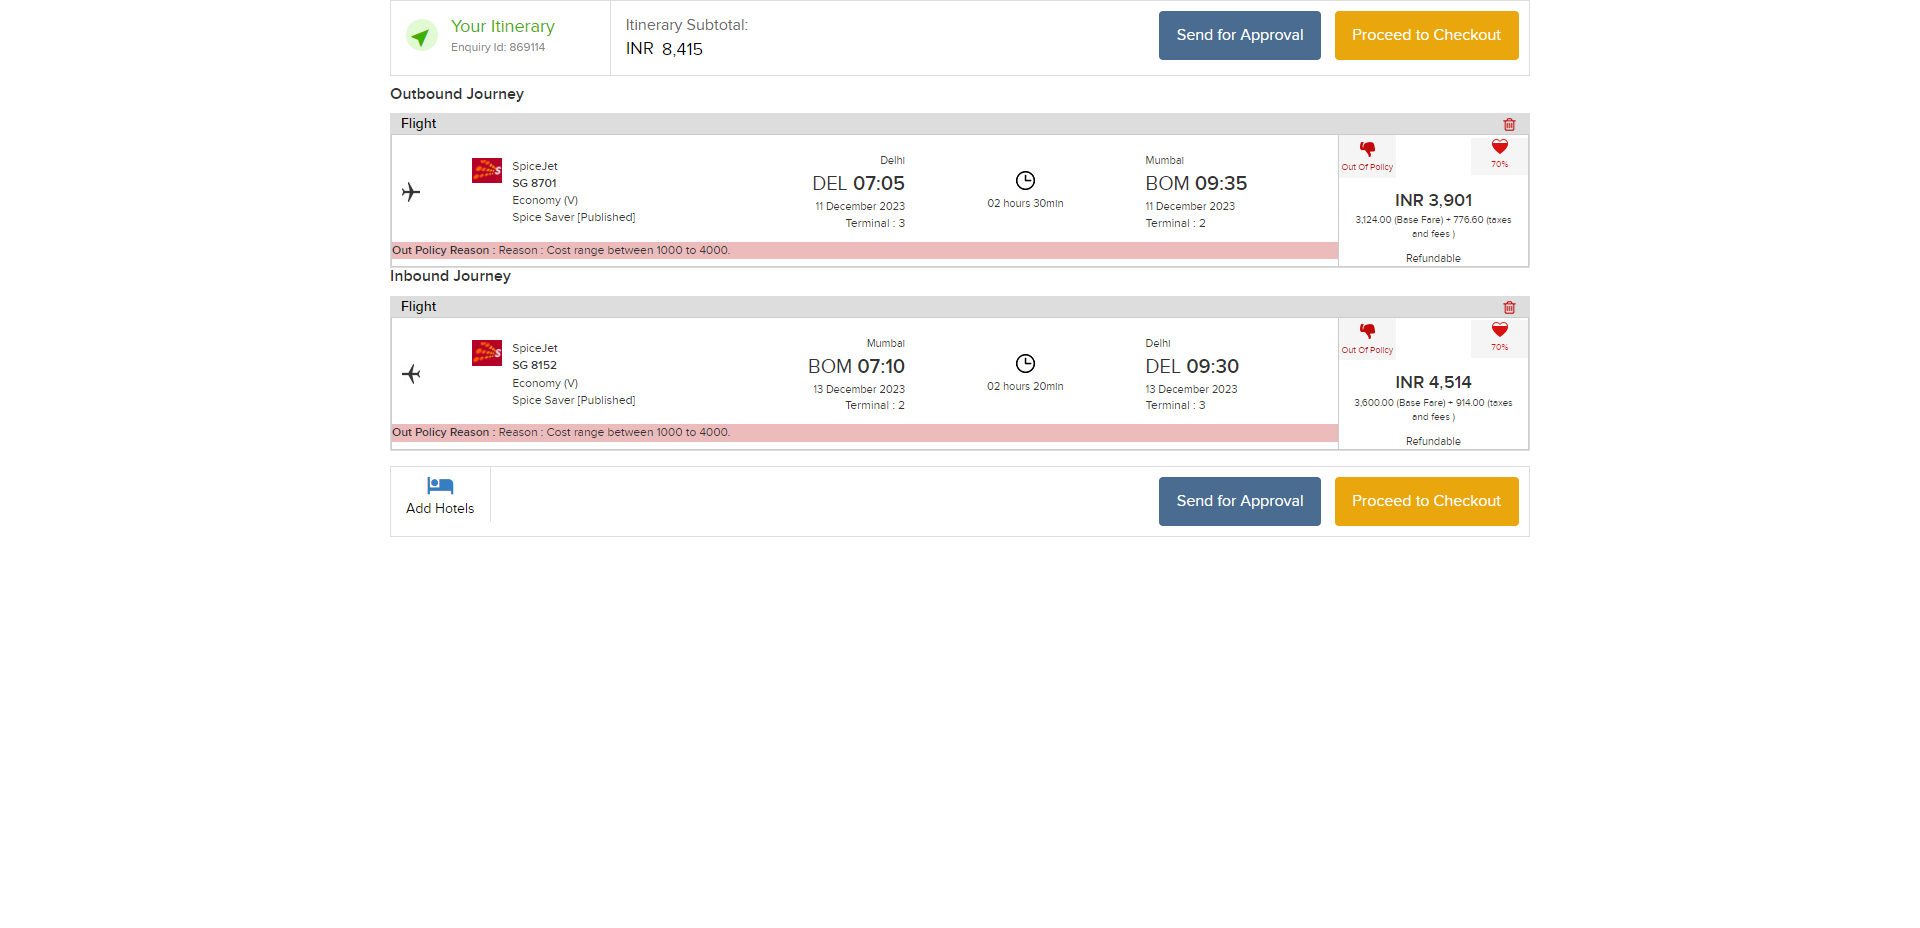 Your Itinerary
Enquiry Id: 869114
Itinerary Subtotal:
INR 8,415
Send for Approval
Proceed to Checkout
Outbound Journey
Flight
SpiceJet
SG 8701
Economy (V)
Spice Saver [Published]
Delhi
DEL 07:05
11 December 2023
Terminal : 3
02 hours 30min
Mumbai
BOM 09:35
11 December 2023
Terminal : 2
Out Of Policy
70%
INR 3,901
3,124.00 (Base Fare) + 776.60 (taxes
and fees )
Refundable
Out Policy Reason : Reason : Cost range between 1000 to 4000.
Inbound Journey
Flight
SpiceJet
SG 8152
Economy (V)
Spice Saver [Published]
Mumbai
BOM 07:10
13 December 2023
Terminal : 2
02 hours 20min
Delhi
DEL 09:30
13 December 2023
Terminal : 3
Out Of Policy
70%
INR 4,514
3,600.00 (Base Fare) + 914.00 (taxes
and fees )
Refundable
Out Policy Reason : Reason : Cost range between 1000 to 4000.
Add Hotels
Send for Approval
Proceed to Checkout